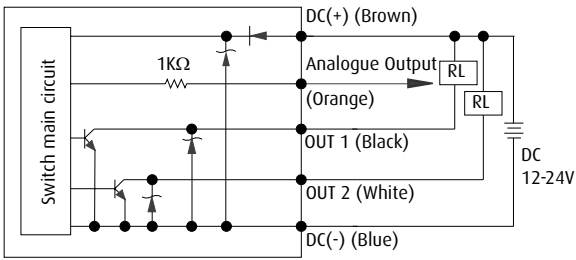 DC(+) (Brown)
Switch main circuit
1KΩ
Analogue Output
(Orange)
RL
RL
OUT 1 (Black)
DC
12-24V
OUT 2 (White)
DC(-) (Blue)